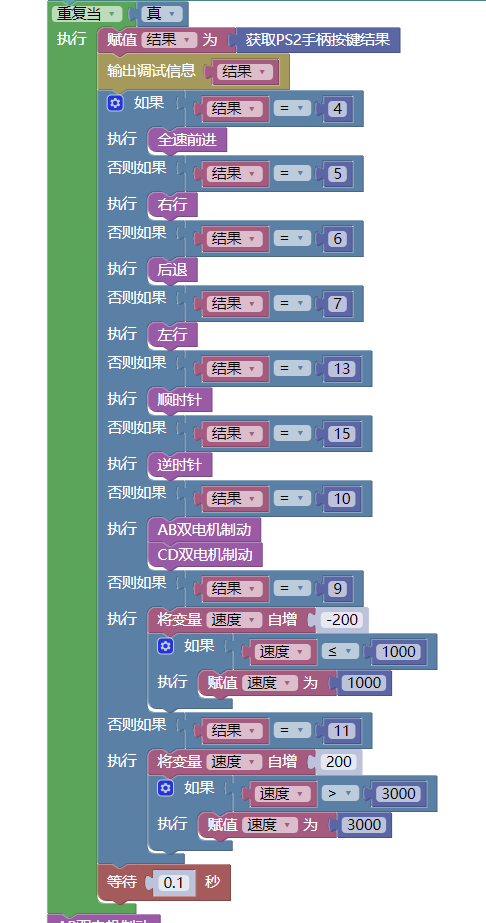 重复当 真
执行 赋值 结果 为 获取PS2手柄按键结果
输出调试信息 结果
如果 结果 = 4
执行 全速前进
否则如果 结果 = 5
执行 右行
否则如果 结果 = 6
执行 后退
否则如果 结果 = 7
执行 左行
否则如果 结果 = 13
执行 顺时针
否则如果 结果 = 15
执行 逆时针
否则如果 结果 = 10
执行 AB双电机制动
CD双电机制动
否则如果 结果 = 9
执行 将变量 速度 自增 -200
如果 速度 ≤ 1000
执行 赋值 速度 为 1000
否则如果 结果 = 11
执行 将变量 速度 自增 200
如果 速度 > 3000
执行 赋值 速度 为 3000
等待 0.1 秒